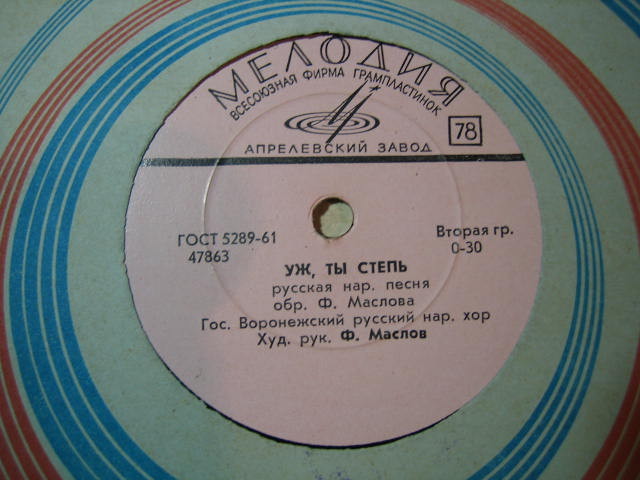 МЕЛОДИЯ
ВСЕСОЮЗНАЯ ФИРМА ГРАМПЛАСТИНОК
78
АПРЕЛЕВСКИЙ ЗАВОД
ГОСТ 5289-61
47863
Вторая гр.
0-30
УЖ, ТЫ СТЕПЬ
русская нар. песня
обр. Ф. Маслова
Гос. Воронежский русский нар. хор
Худ. рук. Ф. Маслов